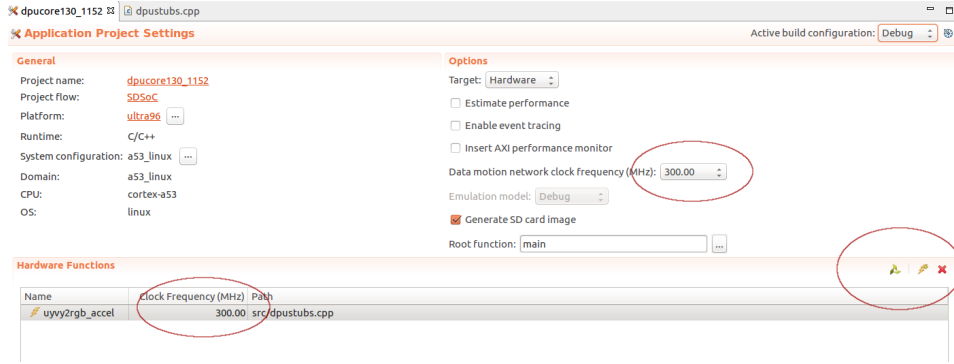 dpucore130_1152 dpustubs.cpp
Application Project Settings Active build configuration: Debug
General
Project name: dpucore130_1152
Project flow: SDSoC
Platform: ultra96 ...
Runtime: C/C++
System configuration: a53_linux ...
Domain: a53_linux
CPU: cortex-a53
OS: linux
Options
Target: Hardware
Estimate performance
Enable event tracing
Insert AXI performance monitor
Data motion network clock frequency (MHz): 300.00
Emulation model: Debug
Generate SD card image
Root function: main ...
Hardware Functions
Name Clock Frequency (MHz) Path
uyvy2rgb_accel 300.00 src/dpustubs.cpp